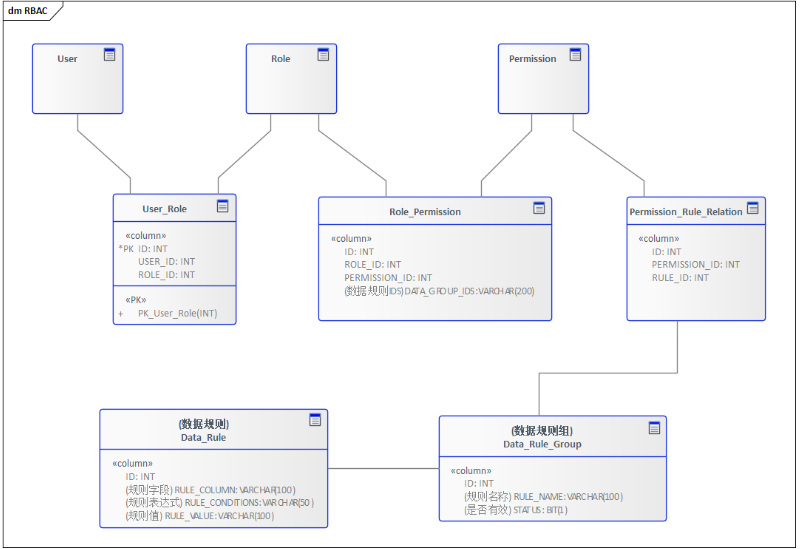 dm RBAC
User
Role
Permission
User_Role
«column»
*PK ID: INT
USER_ID: INT
ROLE_ID: INT
«PK»
+ PK_User_Role(INT)
Role_Permission
«column»
ID: INT
ROLE_ID: INT
PERMISSION_ID: INT
(数据规则IDS)DATA_GROUP_IDS: VARCHAR(200)
Permission_Rule_Relation
«column»
ID: INT
PERMISSION_ID: INT
RULE_ID: INT
(数据规则)
Data_Rule
«column»
ID: INT
(规则字段) RULE_COLUMN: VARCHAR(100)
(规则表达式) RULE_CONDITIONS: VARCHAR(50)
(规则值) RULE_VALUE: VARCHAR(100)
(数据规则组)
Data_Rule_Group
«column»
ID: INT
(规则名称) RULE_NAME: VARCHAR(100)
(是否有效) STATUS: BIT(1)